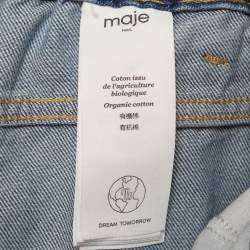 maje
PARIS
Coton issu
de l'agriculture
biologique
Organic cotton
有機棉
有机棉
DREAM TOMORROW